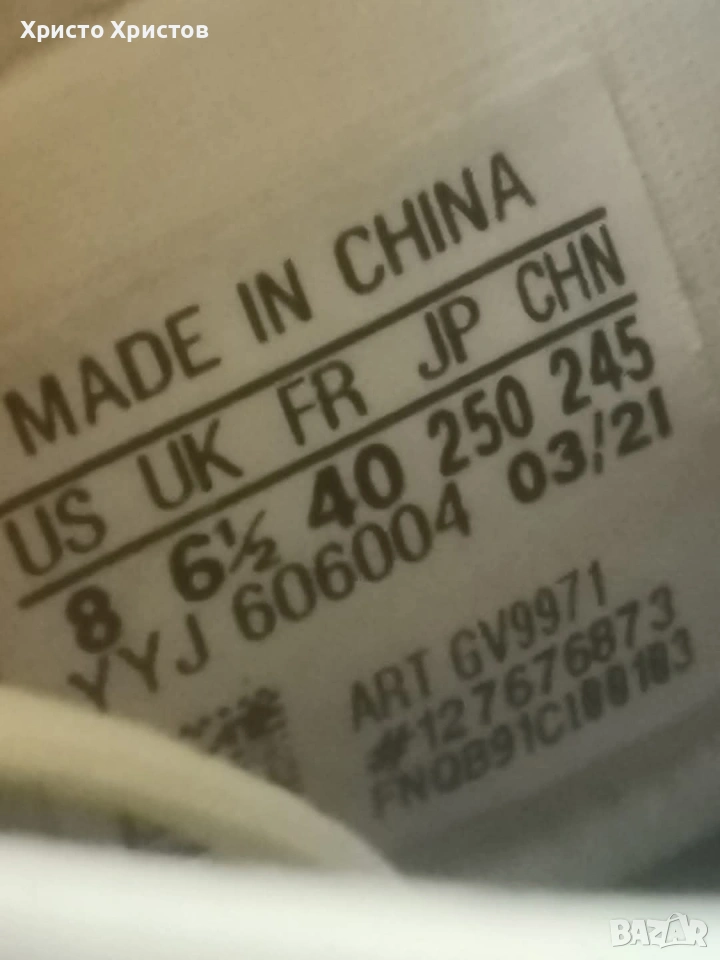 Христо Христов
MADE IN CHINA
US UK FR JP CHN
8 6½ 40 250 245
YYJ 606004 03/21
ART GV9971
#127676873
FNQB91C100103
BAZAR